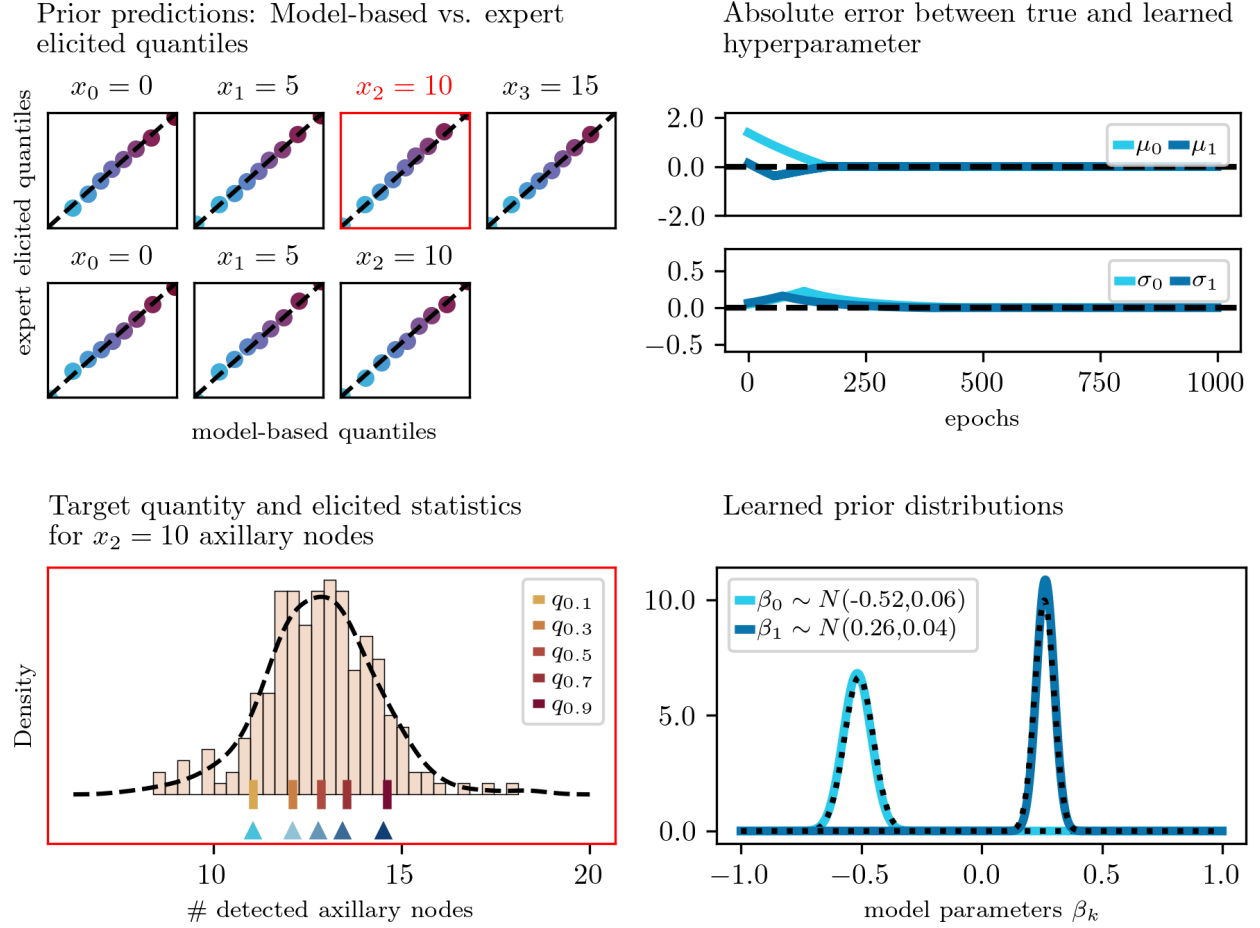 Prior predictions: Model-based vs. expert
elicited quantiles
x₀ = 0
x₁ = 5
x₂ = 10
x₃ = 15
x₀ = 0
x₁ = 5
x₂ = 10
expert elicited quantiles
model-based quantiles
Absolute error between true and learned
hyperparameter
2.0
0.0
-2.0
μ₀ μ₁
0.5
0.0
−0.5
σ₀ σ₁
0 250 500 750 1000
epochs
Target quantity and elicited statistics
for x₂ = 10 axillary nodes
Density
q₀.₁
q₀.₃
q₀.₅
q₀.₇
q₀.₉
10 15 20
# detected axillary nodes
Learned prior distributions
β₀ ∼ N(-0.52,0.06)
β₁ ∼ N(0.26,0.04)
10.0
5.0
0.0
−1.0 −0.5 0.0 0.5 1.0
model parameters βₖ